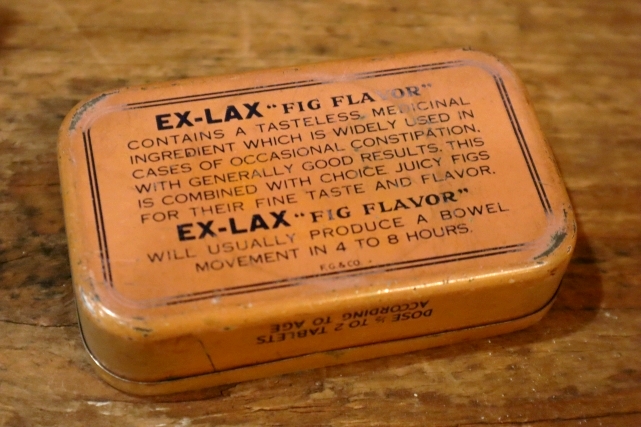 EX-LAX "FIG FLAVOR"
CONTAINS A TASTELESS, MEDICINAL
INGREDIENT WHICH IS WIDELY USED IN
CASES OF OCCASIONAL CONSTIPATION,
WITH GENERALLY GOOD RESULTS. THIS
IS COMBINED WITH CHOICE JUICY FIGS
FOR THEIR FINE TASTE AND FLAVOR.
EX-LAX "FIG FLAVOR"
WILL USUALLY PRODUCE A BOWEL
MOVEMENT IN 4 TO 8 HOURS.
F.G.& CO.
DOSE ½ TO 2 TABLETS
ACCORDING TO AGE